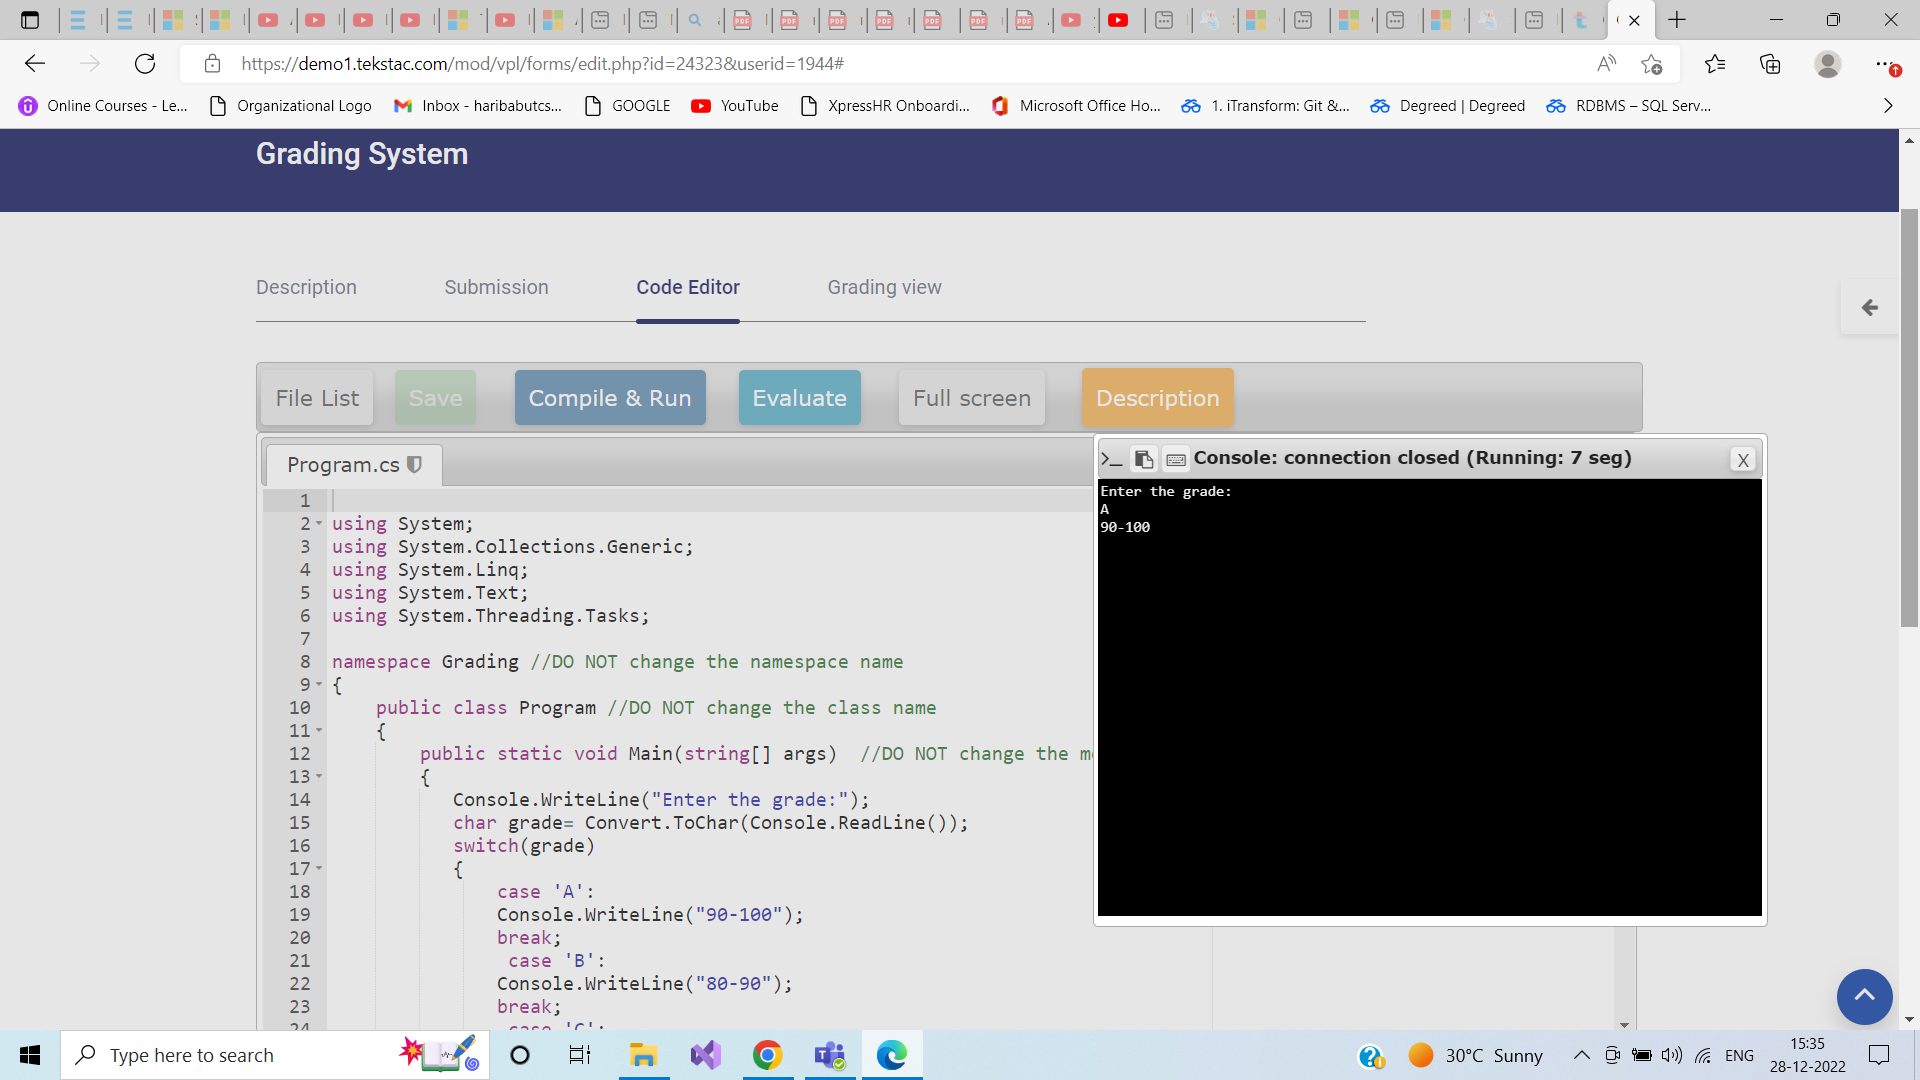 https://demo1.tekstac.com/mod/vpl/forms/edit.php?id=24323&userid=1944#
Online Courses - Le... Organizational Logo Inbox - haribabutcs... GOOGLE YouTube XpressHR Onboardi... Microsoft Office Ho... 1. iTransform: Git &... Degreed | Degreed RDBMS – SQL Serv...
Grading System
Description Submission Code Editor Grading view
File List Save Compile & Run Evaluate Full screen Description
Program.cs
>_ Console: connection closed (Running: 7 seg) X
Enter the grade:
A
90-100
1
2 using System;
3 using System.Collections.Generic;
4 using System.Linq;
5 using System.Text;
6 using System.Threading.Tasks;
7
8 namespace Grading //DO NOT change the namespace name
9 {
10 public class Program //DO NOT change the class name
11 {
12 public static void Main(string[] args) //DO NOT change the
13 {
14 Console.WriteLine("Enter the grade:");
15 char grade= Convert.ToChar(Console.ReadLine());
16 switch(grade)
17 {
18 case 'A':
19 Console.WriteLine("90-100");
20 break;
21 case 'B':
22 Console.WriteLine("80-90");
23 break;
24 case 'C':
Type here to search
30°C Sunny
ENG
15:35
28-12-2022